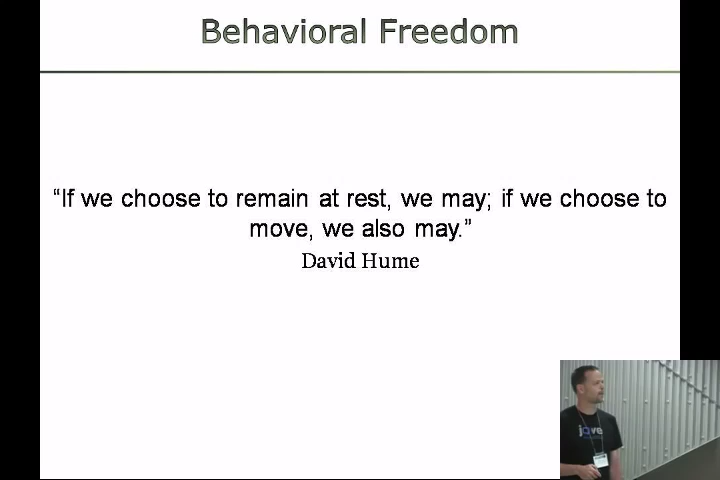 Behavioral Freedom
“If we choose to remain at rest, we may; if we choose to
move, we also may.”
David Hume
jove